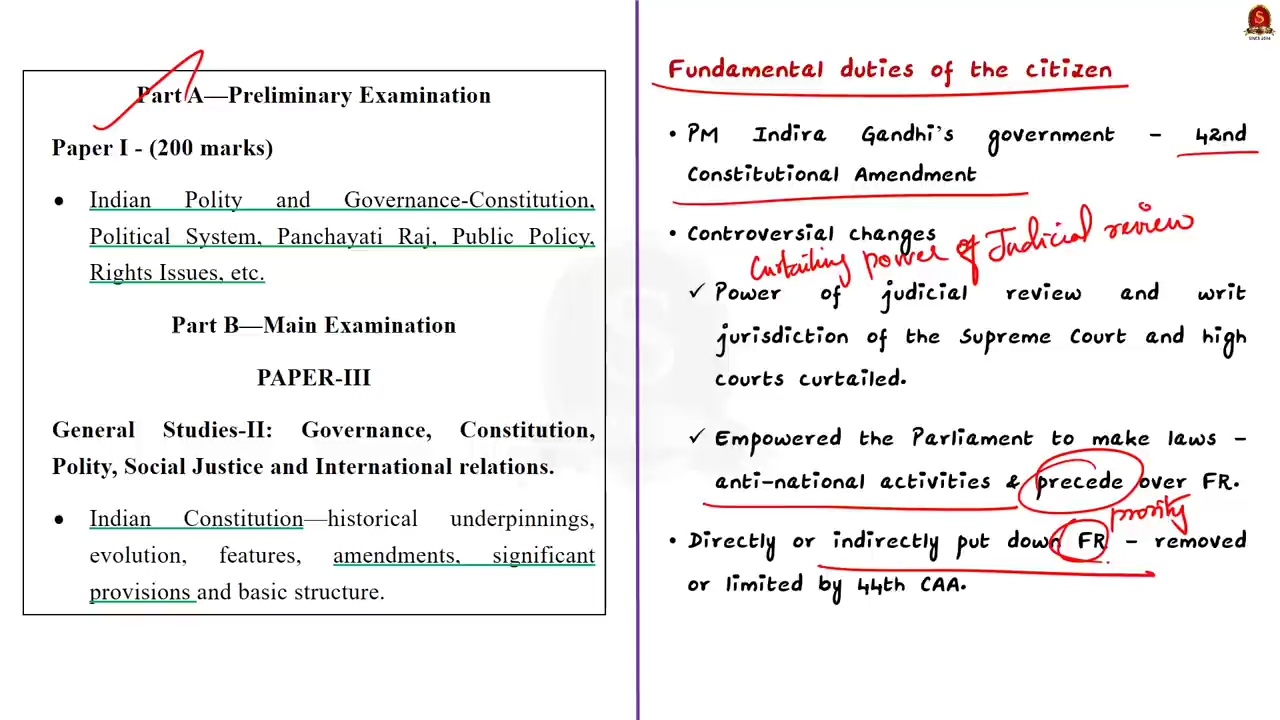 Part A—Preliminary Examination
Paper I - (200 marks)
• Indian Polity and Governance-Constitution,
Political System, Panchayati Raj, Public Policy,
Rights Issues, etc.
Part B—Main Examination
PAPER-III
General Studies-II: Governance, Constitution,
Polity, Social Justice and International relations.
• Indian Constitution—historical underpinnings,
evolution, features, amendments, significant
provisions and basic structure.
S
SINCE 2004
Fundamental duties of the citizen
• PM Indira Gandhi's government – 42nd
Constitutional Amendment
• Controversial changes
Curtailing power of Judicial review
✓ Power of judicial review and writ
jurisdiction of the Supreme Court and high
courts curtailed.
✓ Empowered the Parliament to make laws –
anti-national activities & precede over FR.
priority
• Directly or indirectly put down FR – removed
or limited by 44th CAA.